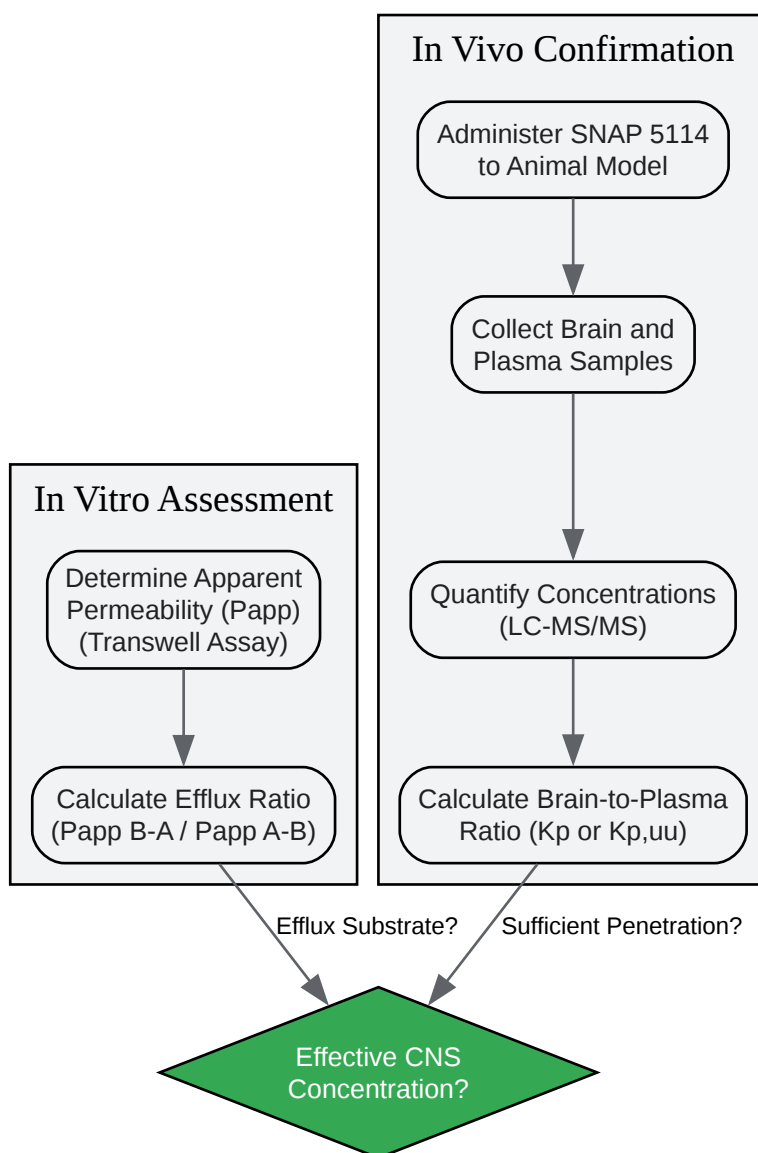 In Vivo Confirmation
Administer SNAP 5114
to Animal Model
Collect Brain and
Plasma Samples
Quantify Concentrations
(LC-MS/MS)
Calculate Brain-to-Plasma
Ratio (Kp or Kp,uu)
In Vitro Assessment
Determine Apparent
Permeability (Papp)
(Transwell Assay)
Calculate Efflux Ratio
(Papp B-A / Papp A-B)
Efflux Substrate?
Sufficient Penetration?
Effective CNS
Concentration?